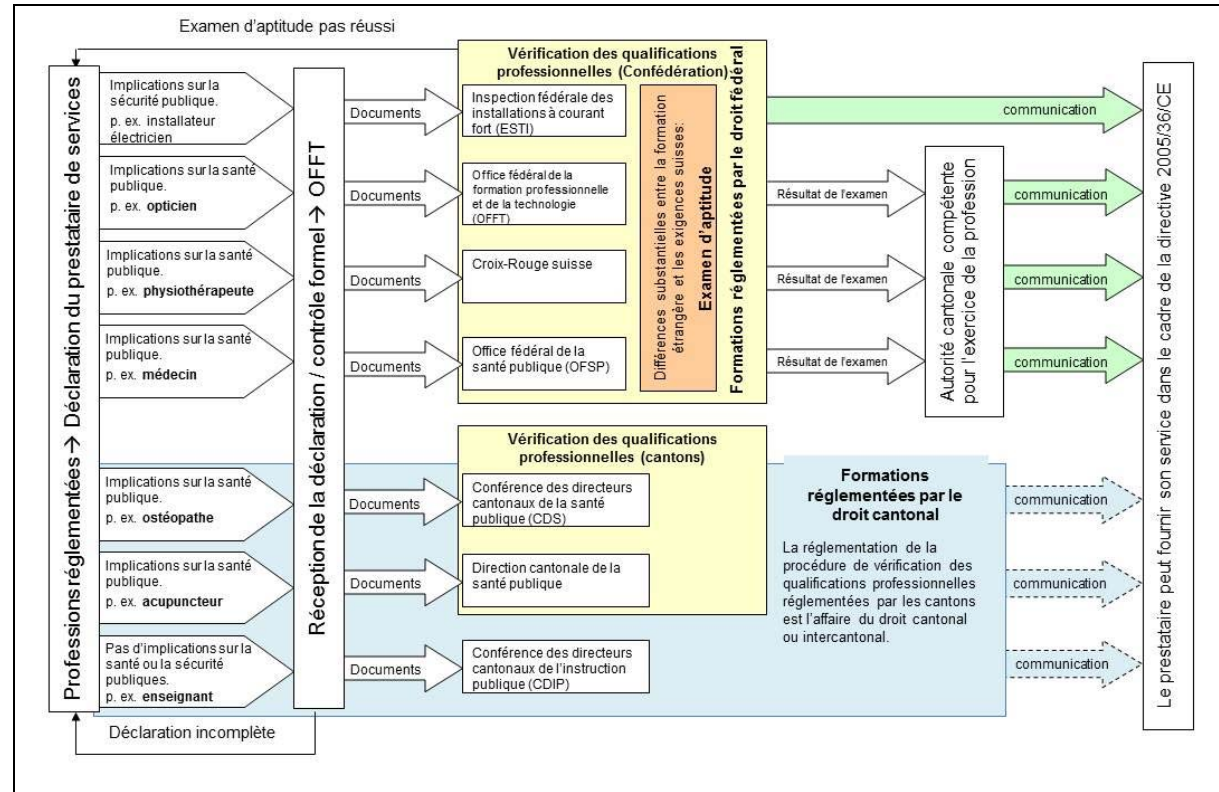 Examen d'aptitude pas réussi
Professions réglementées → Déclaration du prestataire de services
Implications sur la
sécurité publique.
p. ex. installateur
électricien
Implications sur la santé
publique.
p. ex. opticien
Implications sur la santé
publique.
p. ex. physiothérapeute
Implications sur la santé
publique.
p. ex. médecin
Implications sur la santé
publique.
p. ex. ostéopathe
Implications sur la santé
publique.
p. ex. acupuncteur
Pas d'implications sur la
santé ou la sécurité
publiques.
p. ex. enseignant
Réception de la déclaration / contrôle formel → OFFT
Documents
Documents
Documents
Documents
Documents
Documents
Documents
Vérification des qualifications
professionnelles (Confédération)
Inspection fédérale des
installations à courant
fort (ESTI)
Office fédéral de la
formation professionnelle
et de la technologie
(OFFT)
Croix-Rouge suisse
Office fédéral de la
santé publique (OFSP)
Différences substantielles entre la formation
étrangère et les exigences suisses:
Examen d'aptitude
Formations réglementées par le droit fédéral
Vérification des qualifications
professionnelles (cantons)
Conférence des directeurs
cantonaux de la santé
publique (CDS)
Direction cantonale de la
santé publique
Conférence des directeurs
cantonaux de l'instruction
publique (CDIP)
Résultat de l'examen
Résultat de l'examen
Résultat de l'examen
Autorité cantonale compétente
pour l'exercice de la profession
Formations
réglementées par le
droit cantonal
La réglementation de la
procédure de vérification des
qualifications professionnelles
réglementées par les cantons
est l'affaire du droit cantonal
ou intercantonal.
communication
communication
communication
communication
communication
communication
communication
Le prestataire peut fournir son service dans le cadre de la directive 2005/36/CE
Déclaration incomplète